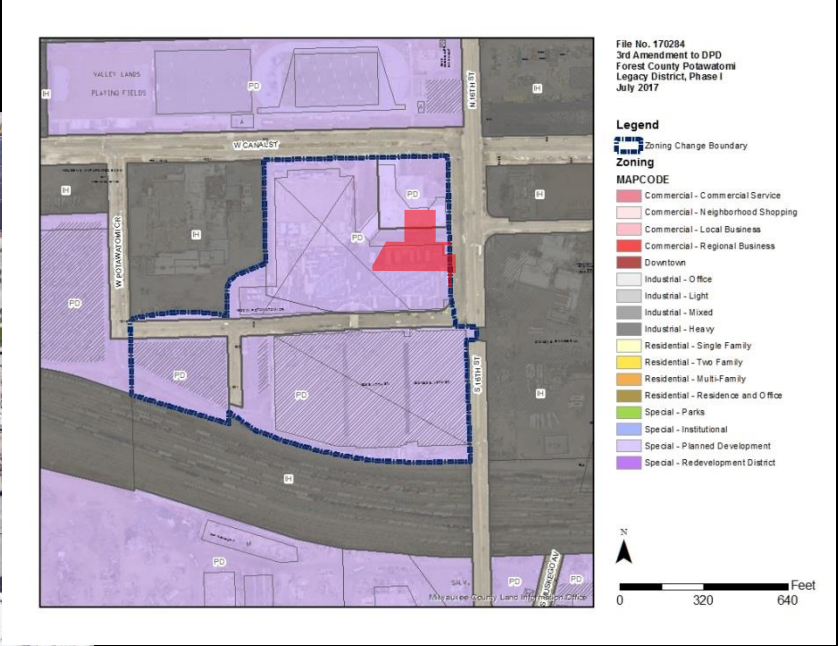 File No. 170284
3rd Amendment to DPD
Forest County Potawatomi
Legacy District, Phase I
July 2017
Legend
Zoning Change Boundary
Zoning
MAPCODE
Commercial - Commercial Service
Commercial - Neighborhood Shopping
Commercial - Local Business
Commercial - Regional Business
Downtown
Industrial - Office
Industrial - Light
Industrial - Mixed
Industrial - Heavy
Residential - Single Family
Residential - Two Family
Residential - Multi-Family
Residential - Residence and Office
Special - Parks
Special - Institutional
Special - Planned Development
Special - Redevelopment District
N
Feet
0 320 640
VALLEY LANDS
PLAYING FIELDS
PD
IH
IH
A
N 16TH ST
W CANAL ST
IH
PD
IH
IH
PD
W POTAWATOMI CR
PD
PD
PD
S 16TH ST
IH
IH
PD
PD
PD
S MUSKEGO AV
Milwaukee County Land Information Office